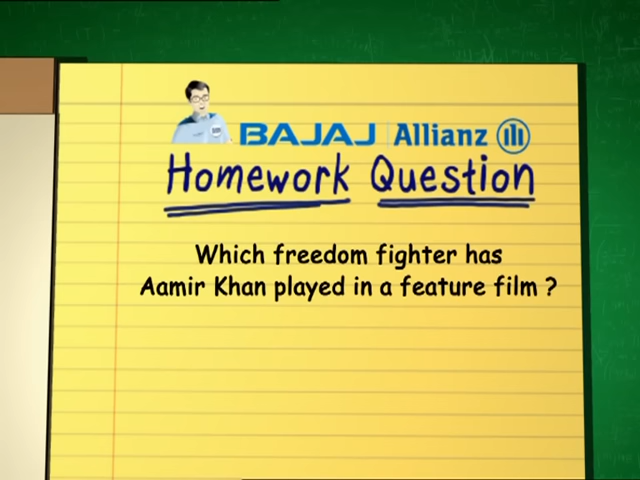 BAJAJ | Allianz
Homework Question
Which freedom fighter has
Aamir Khan played in a feature film ?